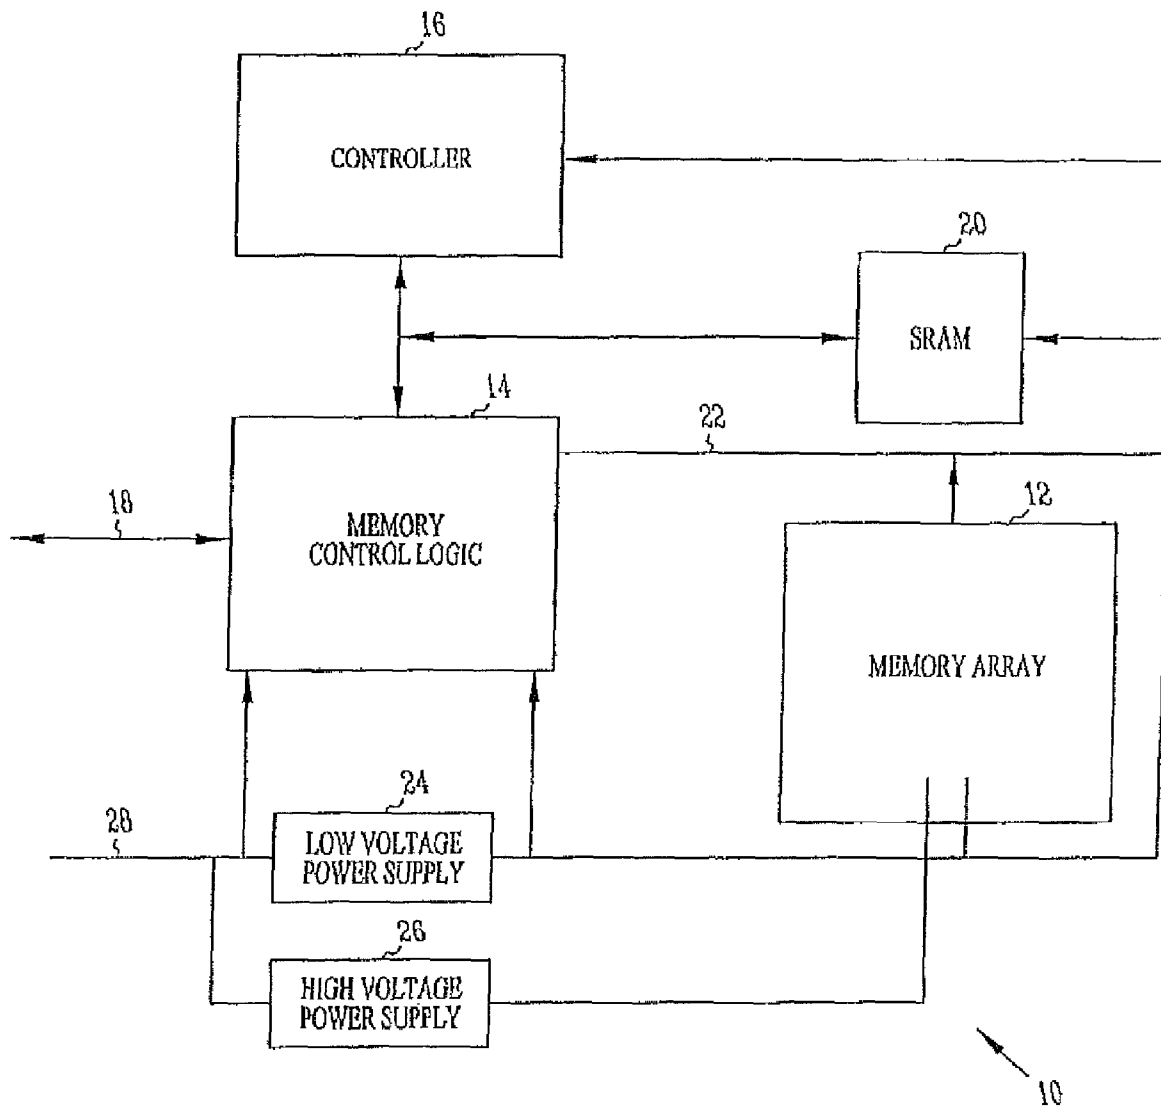 16
CONTROLLER
20
SRAM
14
22
12
18
MEMORY
CONTROL LOGIC
MEMORY ARRAY
24
28
LOW VOLTAGE
POWER SUPPLY
26
HIGH VOLTAGE
POWER SUPPLY
10